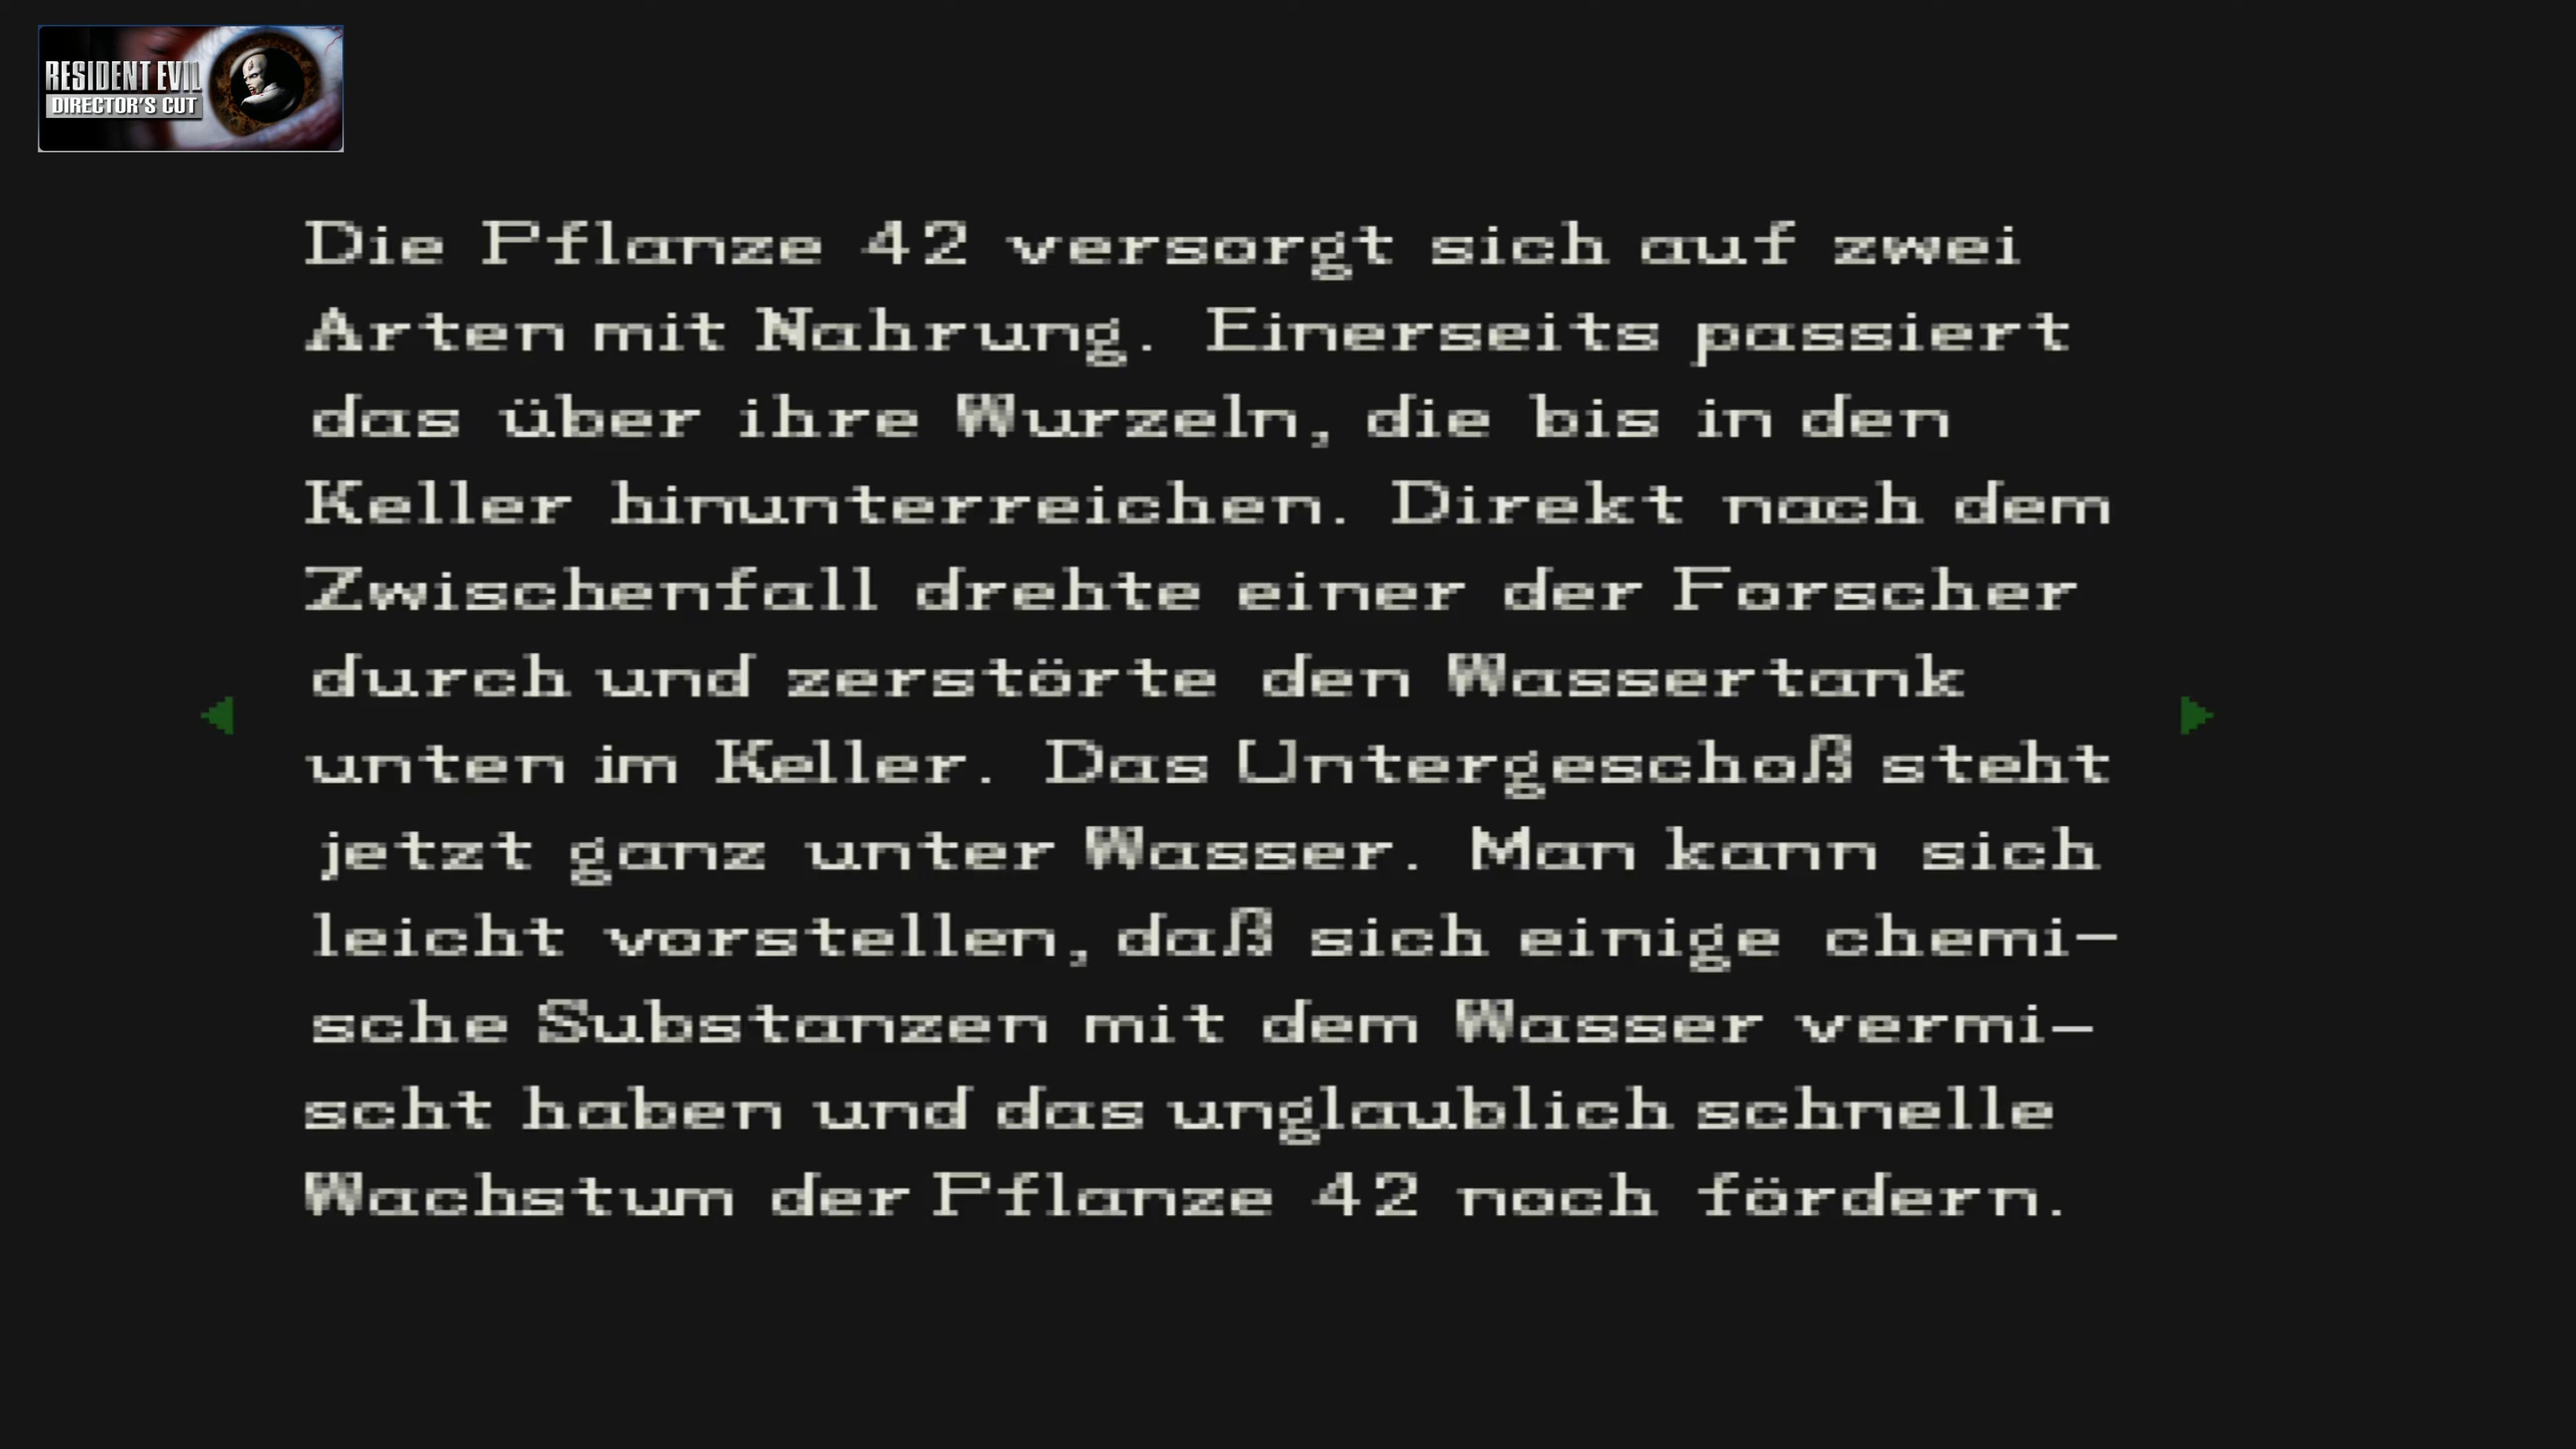 RESIDENT EVIL
DIRECTOR'S CUT
Die Pflanze 42 versorgt sich auf zwei
Arten mit Nahrung. Einerseits passiert
das über ihre Wurzeln, die bis in den
Keller hinunterreichen. Direkt nach dem
Zwischenfall drehte einer der Forscher
durch und zerstörte den Wassertank
unten im Keller. Das Untergeschoß steht
jetzt ganz unter Wasser. Man kann sich
leicht vorstellen, daß sich einige chemi-
sche Substanzen mit dem Wasser vermi-
scht haben und das unglaublich schnelle
Wachstum der Pflanze 42 noch fördern.